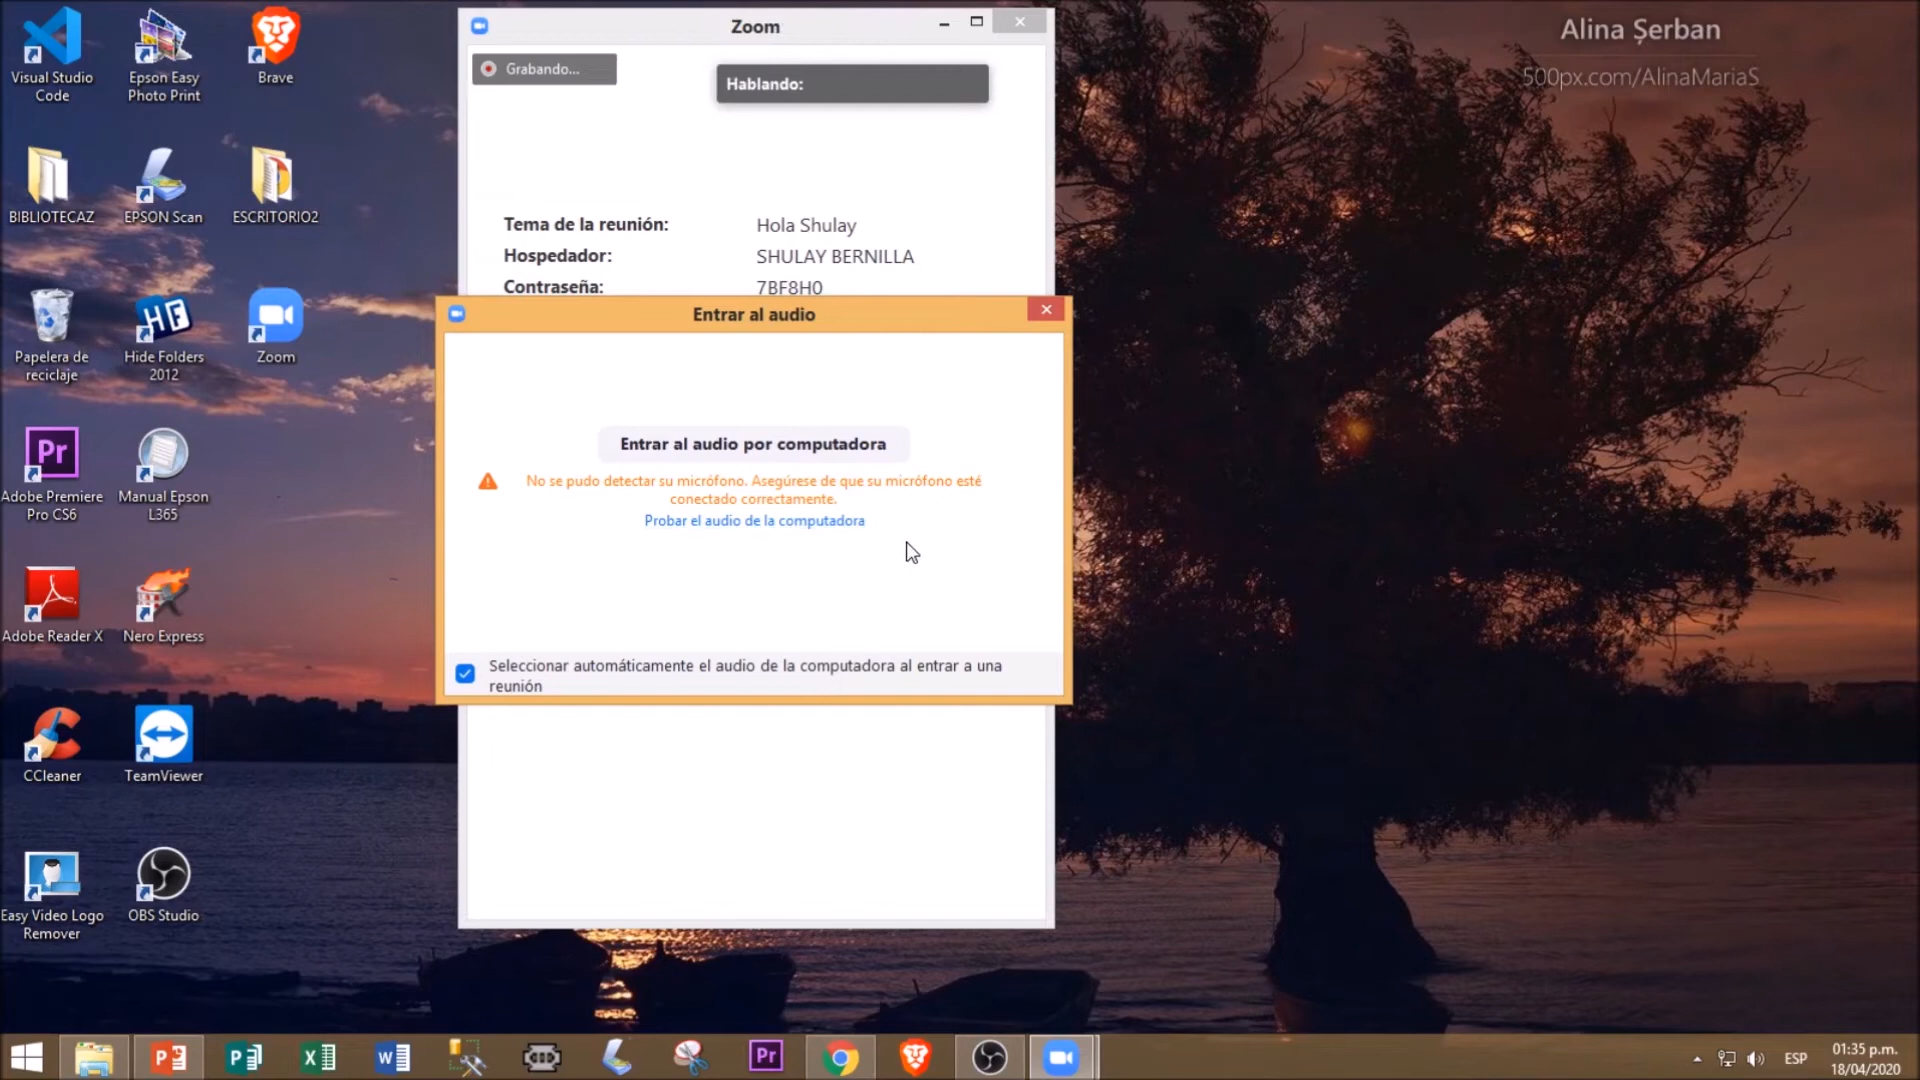 Visual Studio
Code
Epson Easy
Photo Print
Brave
BIBLIOTECAZ
EPSON Scan
ESCRITORIO2
Papelera de
reciclaje
Hide Folders
2012
Zoom
Adobe Premiere
Pro CS6
Manual Epson
L365
Adobe Reader X
Nero Express
CCleaner
TeamViewer
Easy Video Logo
Remover
OBS Studio
HF
Pr
Zoom
Grabando...
Hablando:
Tema de la reunión: Hola Shulay
Hospedador: SHULAY BERNILLA
Contraseña: 7BF8H0
Entrar al audio
Entrar al audio por computadora
No se pudo detectar su micrófono. Asegúrese de que su micrófono esté
conectado correctamente.
Probar el audio de la computadora
Seleccionar automáticamente el audio de la computadora al entrar a una
reunión
Alina Șerban
500px.com/AlinaMariaS
Pr
ESP
01:35 p.m.
18/04/2020